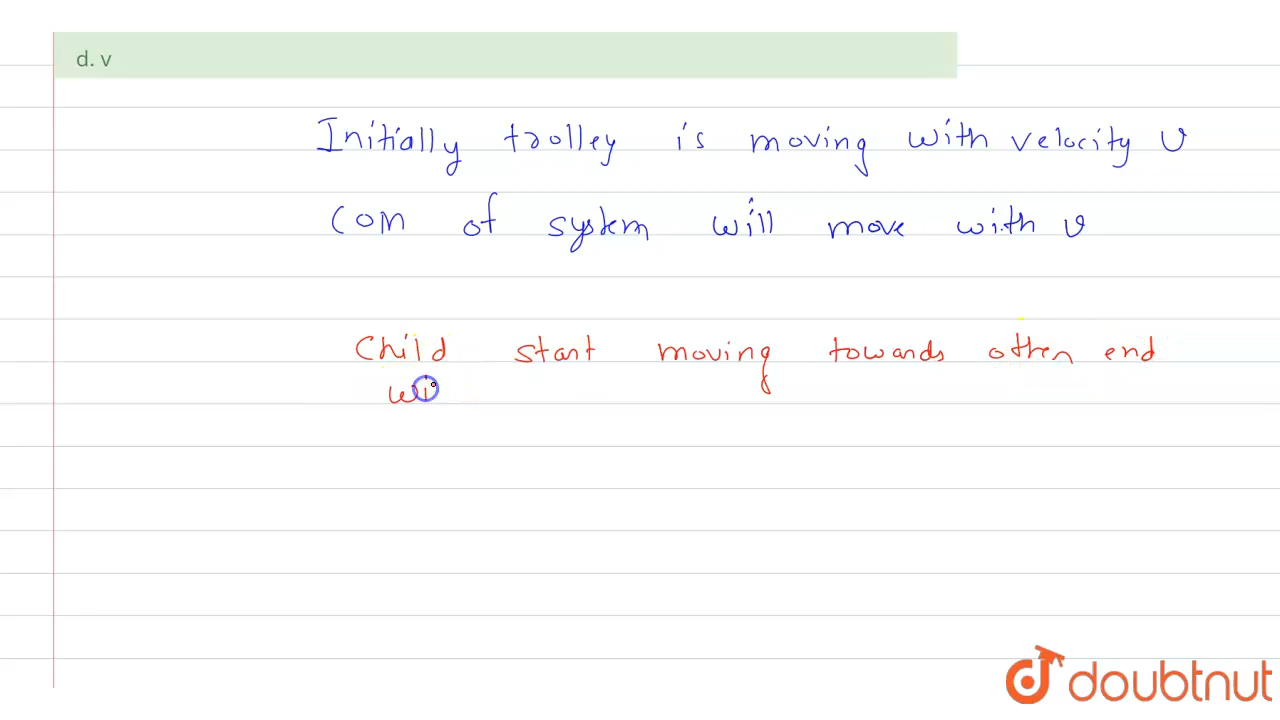 d. v
Initially trolley is moving with velocity v
COM of system will move with v
Child start moving towards other end
wi
doubtnut